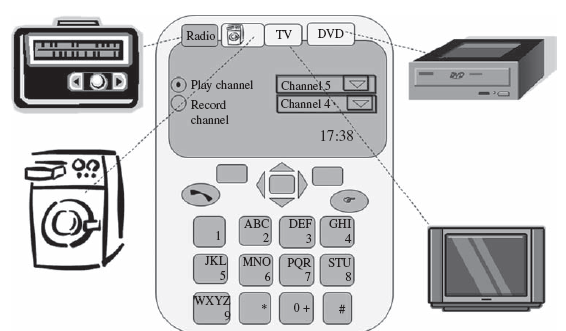 Radio TV DVD
DVD
Play channel Channel 5
Record Channel 4
channel
17:38
1 ABC 2 DEF 3 GHI 4
JKL 5 MNO 6 PQR 7 STU 8
WXYZ 9 * 0 + #